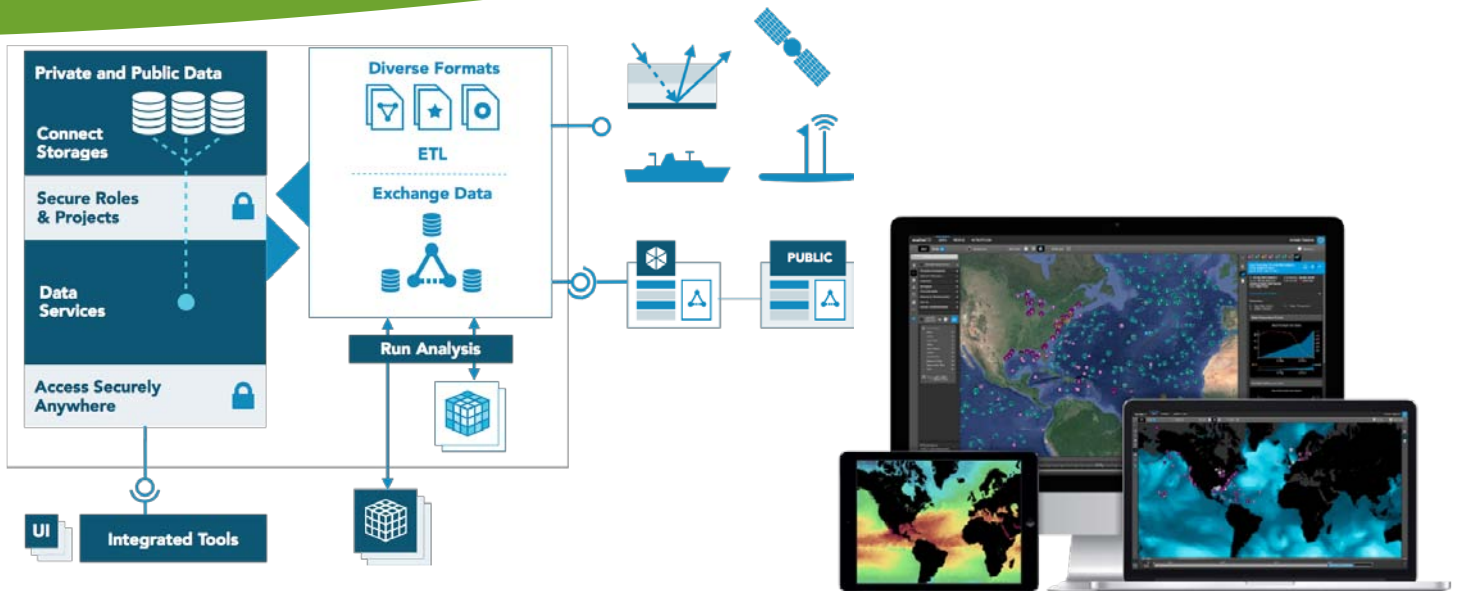 Private and Public Data
Connect
Storages
Secure Roles
& Projects
Data
Services
Access Securely
Anywhere
Diverse Formats
ETL
Exchange Data
Run Analysis
PUBLIC
UI
Integrated Tools